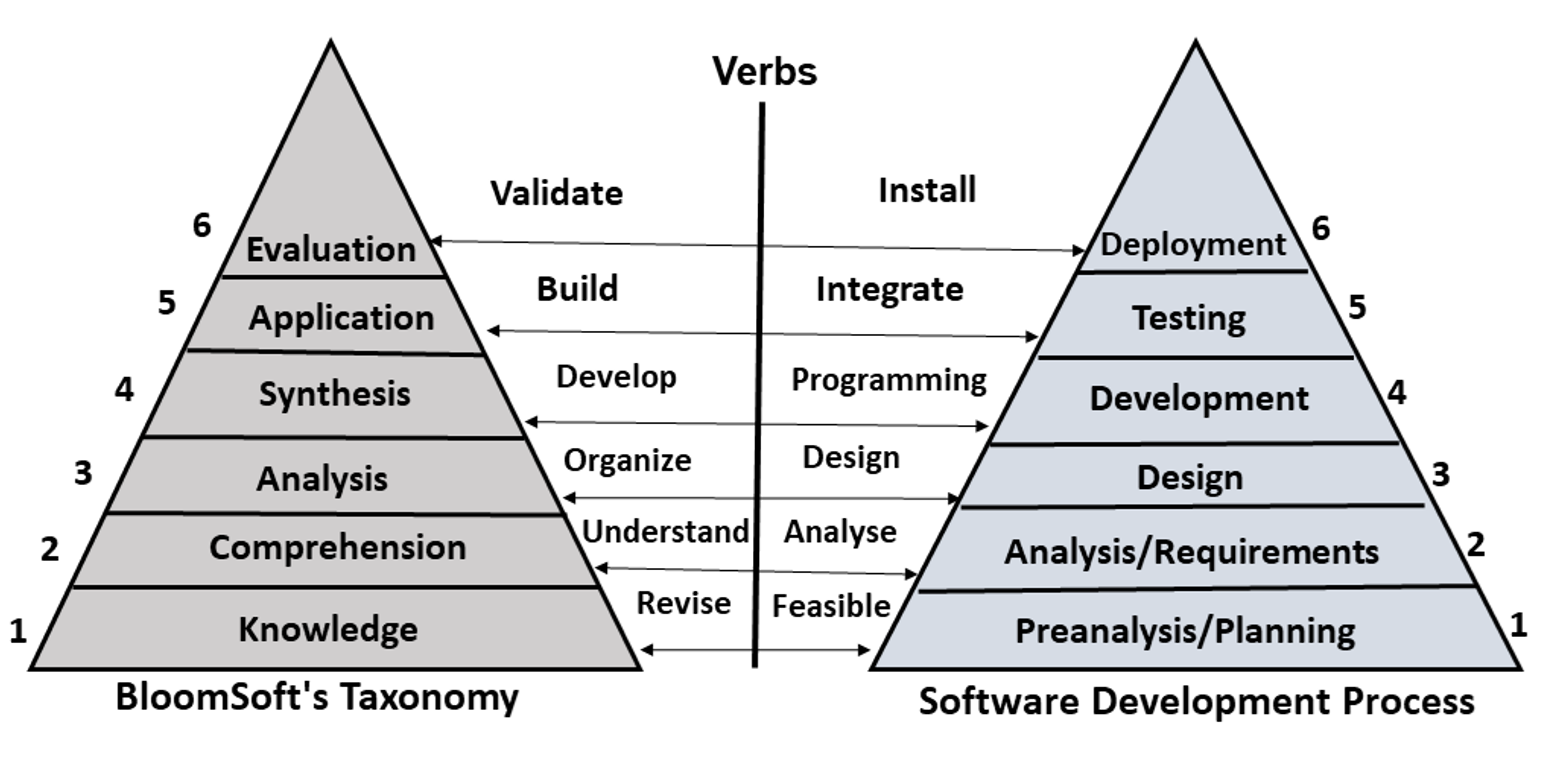 Verbs
Validate Install
6 Evaluation Deployment 6
Build Integrate
5 Application Testing 5
Develop Programming
4 Synthesis Development 4
Organize Design
3 Analysis Design 3
Understand Analyse
2 Comprehension Analysis/Requirements 2
Revise Feasible
1 Knowledge Preanalysis/Planning 1
BloomSoft's Taxonomy Software Development Process